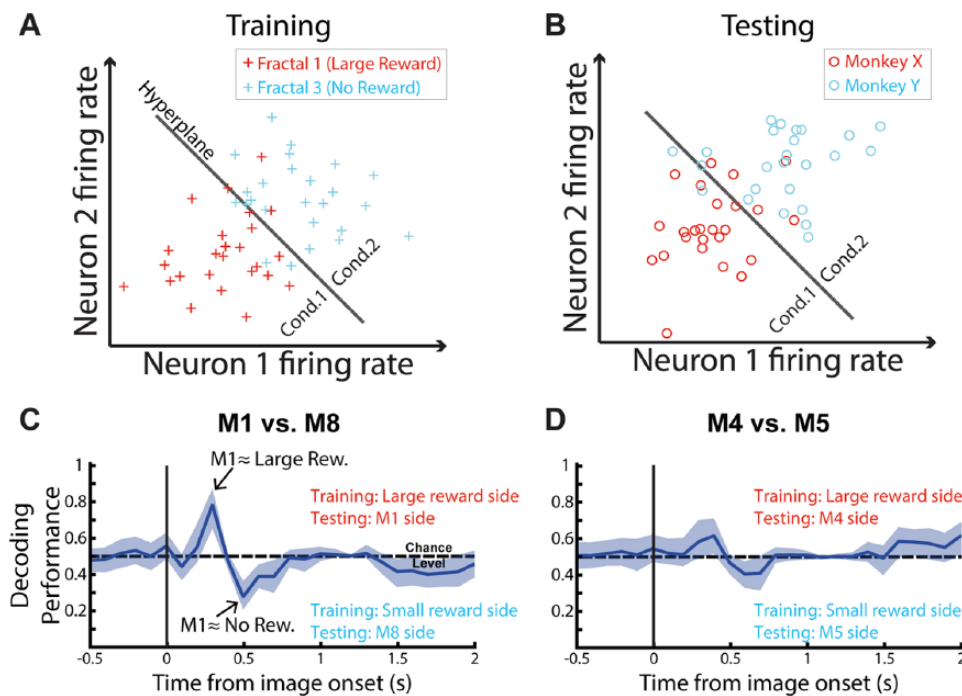 A
Training
+ Fractal 1 (Large Reward)
+ Fractal 3 (No Reward)
Hyperplane
Cond.1
Cond.2
Neuron 2 firing rate
Neuron 1 firing rate
B
Testing
Monkey X
Monkey Y
Cond.1
Cond.2
Neuron 2 firing rate
Neuron 1 firing rate
C
M1 vs. M8
Decoding
Performance
1
0.8
0.6
0.4
0.2
M1≈ Large Rew.
Training: Large reward side
Testing: M1 side
Chance
Level
M1≈ No Rew.
Training: Small reward side
Testing: M8 side
-0.5 0 0.5 1 1.5 2
Time from image onset (s)
D
M4 vs. M5
1
0.8
0.6
0.4
0.2
Training: Large reward side
Testing: M4 side
Training: Small reward side
Testing: M5 side
-0.5 0 0.5 1 1.5 2
Time from image onset (s)